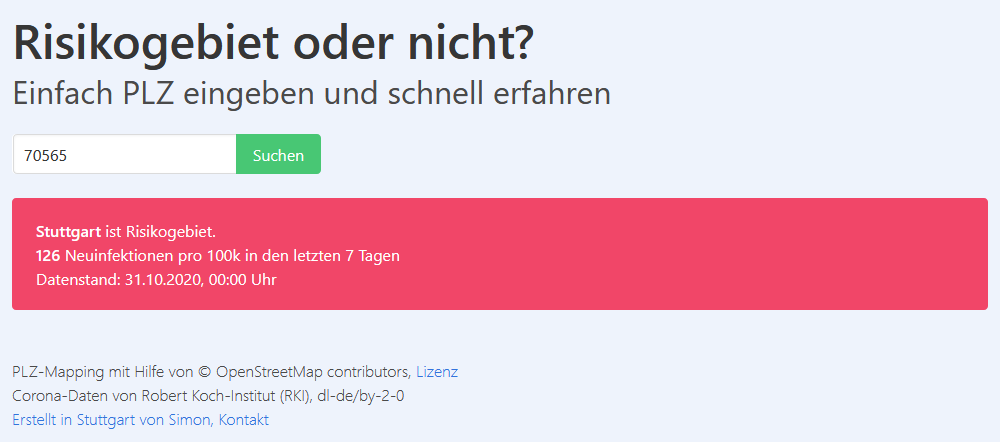 Risikogebiet oder nicht?
Einfach PLZ eingeben und schnell erfahren
70565
Suchen
Stuttgart ist Risikogebiet.
126 Neuinfektionen pro 100k in den letzten 7 Tagen
Datenstand: 31.10.2020, 00:00 Uhr
PLZ-Mapping mit Hilfe von © OpenStreetMap contributors, Lizenz
Corona-Daten von Robert Koch-Institut (RKI), dl-de/by-2-0
Erstellt in Stuttgart von Simon, Kontakt